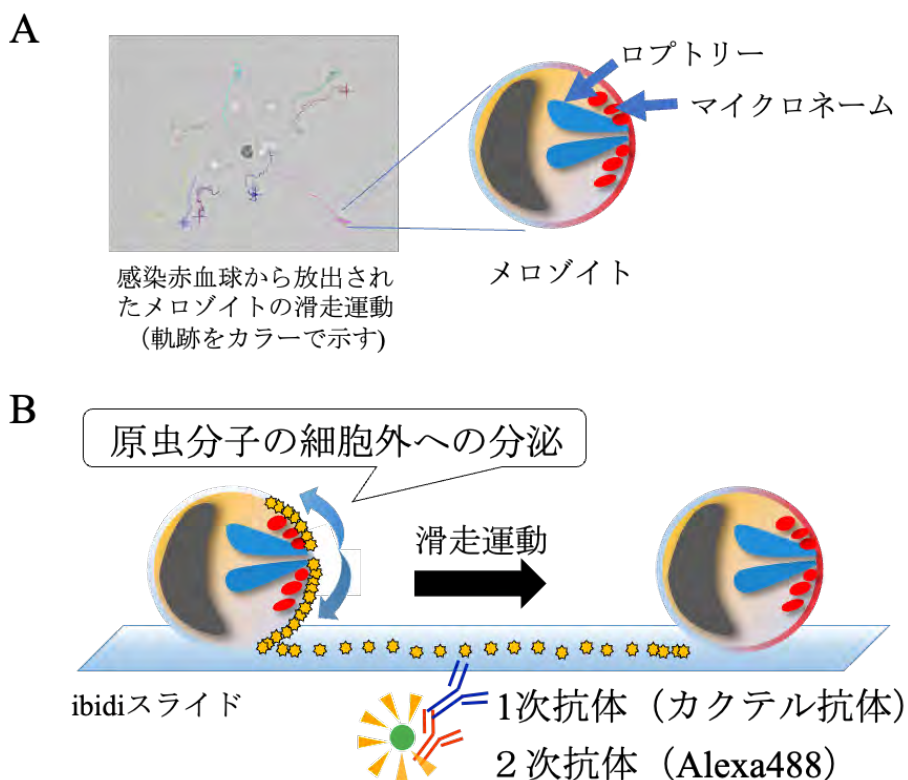 A
ロプトリー
マイクロネーム
メロゾイト
感染赤血球から放出され
たメロゾイトの滑走運動
(軌跡をカラーで示す)
B
原虫分子の細胞外への分泌
滑走運動
ibidiスライド
1次抗体（カクテル抗体）
２次抗体（Alexa488）